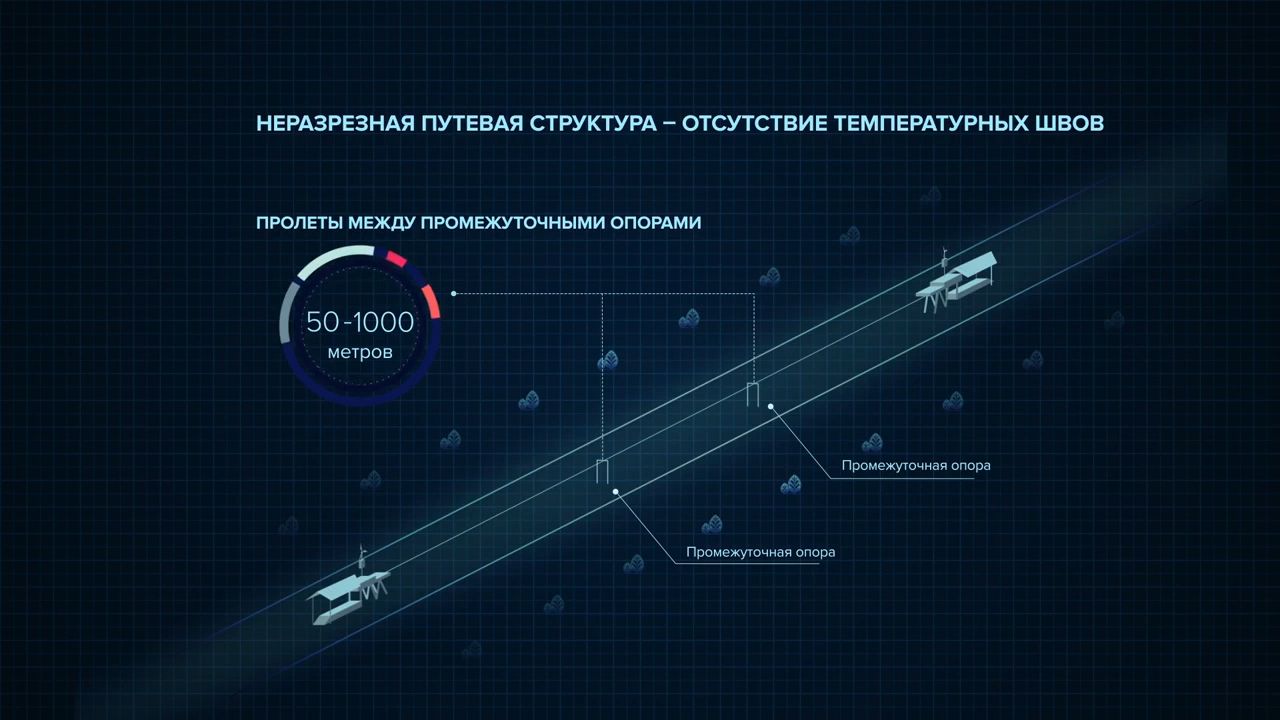 НЕРАЗРЕЗНАЯ ПУТЕВАЯ СТРУКТУРА – ОТСУТСТВИЕ ТЕМПЕРАТУРНЫХ ШВОВ
ПРОЛЕТЫ МЕЖДУ ПРОМЕЖУТОЧНЫМИ ОПОРАМИ
50-1000
метров
Промежуточная опора
Промежуточная опора